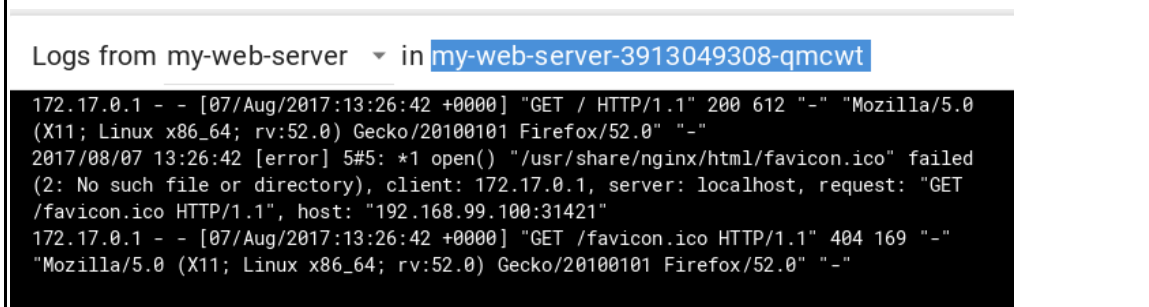 Logs from my-web-server in my-web-server-3913049308-qmcwt
172.17.0.1 - - [07/Aug/2017:13:26:42 +0000] "GET / HTTP/1.1" 200 612 "-" "Mozilla/5.0
(X11; Linux x86_64; rv:52.0) Gecko/20100101 Firefox/52.0" "-"
2017/08/07 13:26:42 [error] 5#5: *1 open() "/usr/share/nginx/html/favicon.ico" failed
(2: No such file or directory), client: 172.17.0.1, server: localhost, request: "GET
/favicon.ico HTTP/1.1", host: "192.168.99.100:31421"
172.17.0.1 - - [07/Aug/2017:13:26:42 +0000] "GET /favicon.ico HTTP/1.1" 404 169 "-"
"Mozilla/5.0 (X11; Linux x86_64; rv:52.0) Gecko/20100101 Firefox/52.0" "-"